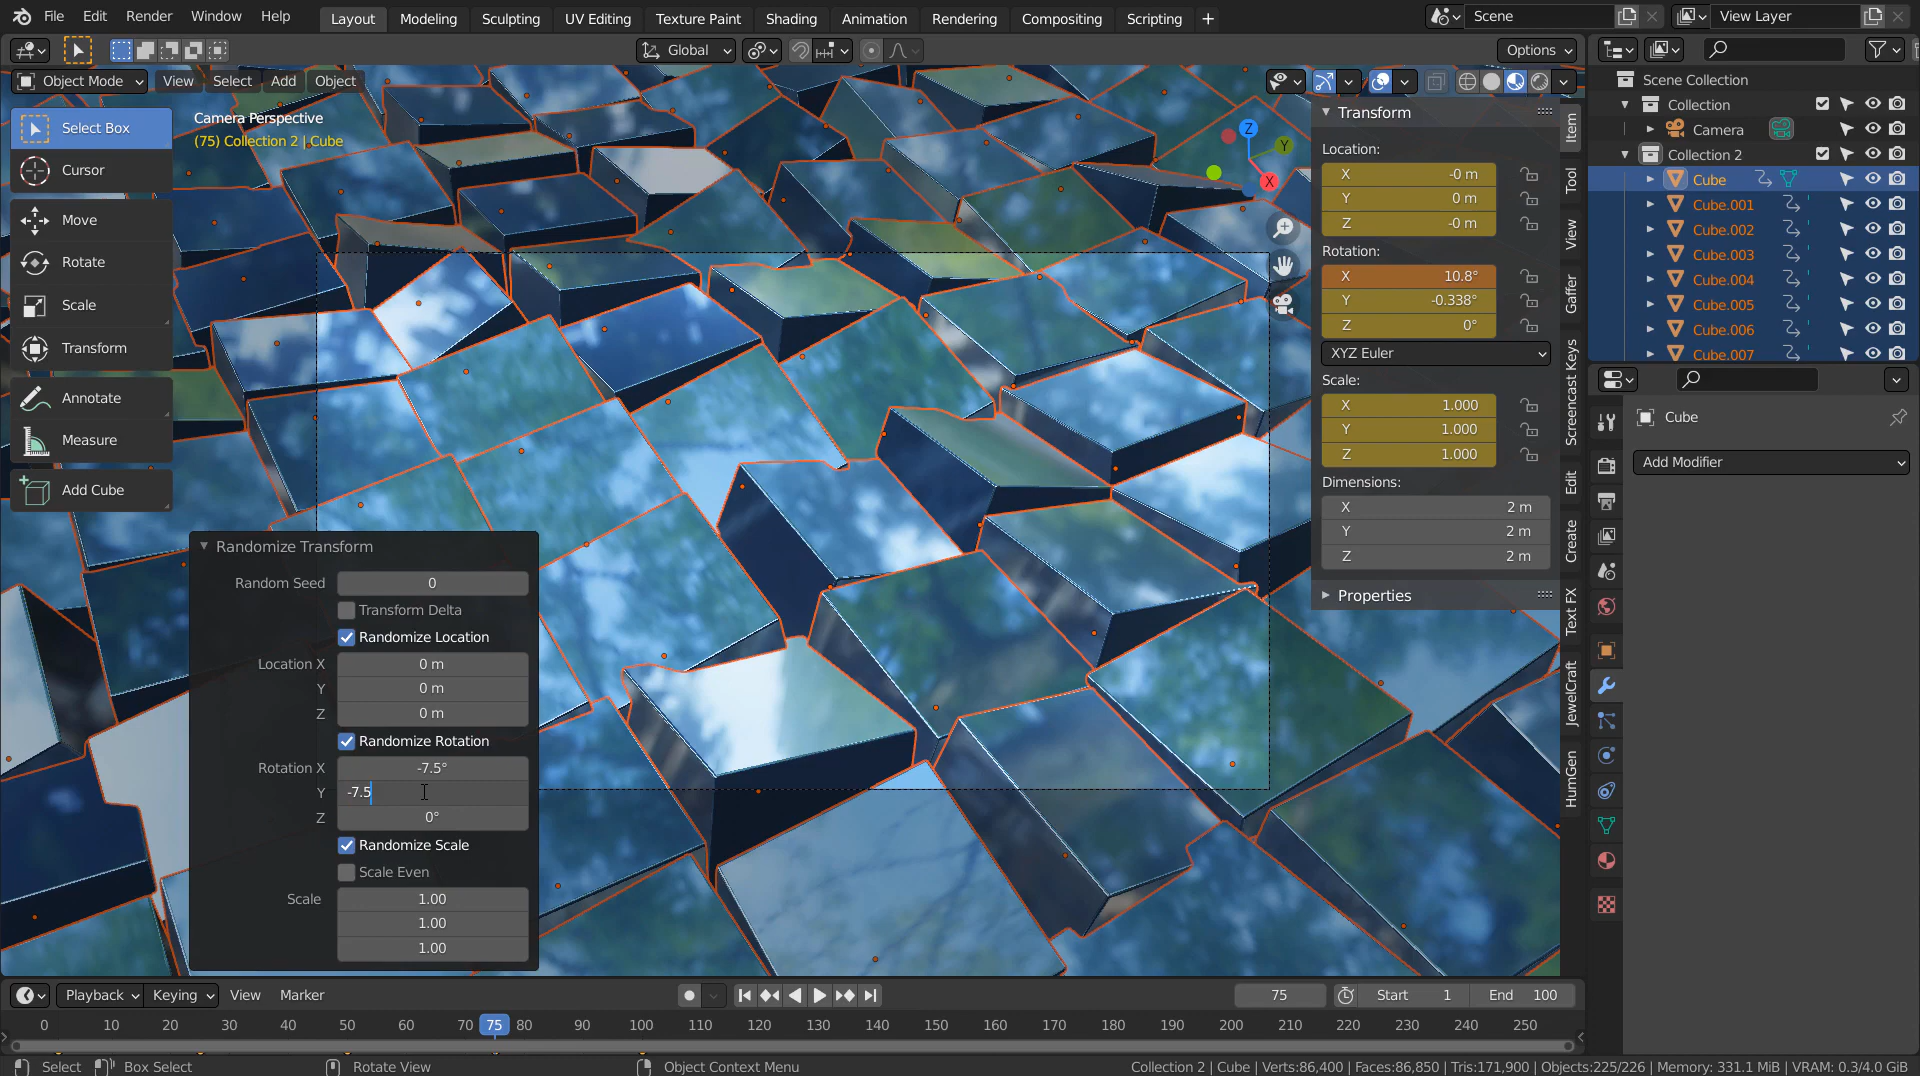 File Edit Render Window Help Layout Modeling Sculpting UV Editing Texture Paint Shading Animation Rendering Compositing Scripting + Scene View Layer
Global Options
Object Mode View Select Add Object
Select Box
Cursor
Move
Rotate
Scale
Transform
Annotate
Measure
Add Cube
Camera Perspective
(75) Collection 2 | Cube
Z
Y
X
Randomize Transform
Random Seed 0
Transform Delta
Randomize Location
Location X 0 m
Y 0 m
Z 0 m
Randomize Rotation
Rotation X -7.5°
Y -7.5
Z 0°
Randomize Scale
Scale Even
Scale 1.00
1.00
1.00
Transform
Location:
X -0 m
Y 0 m
Z -0 m
Rotation:
X 10.8°
Y -0.338°
Z 0°
XYZ Euler
Scale:
X 1.000
Y 1.000
Z 1.000
Dimensions:
X 2 m
Y 2 m
Z 2 m
Properties
Item
Tool
View
Gaffer
Screencast Keys
Edit
Create
Text FX
JewelCraft
HumGen
Scene Collection
Collection
Camera
Collection 2
Cube
Cube.001
Cube.002
Cube.003
Cube.004
Cube.005
Cube.006
Cube.007
Cube
Add Modifier
Playback Keying View Marker 75 Start 1 End 100
0 10 20 30 40 50 60 70 75 80 90 100 110 120 130 140 150 160 170 180 190 200 210 220 230 240 250
Select Box Select Rotate View Object Context Menu Collection 2 | Cube | Verts:86,400 | Faces:86,850 | Tris:171,900 | Objects:225/226 | Memory: 331.1 MiB | VRAM: 0.3/4.0 GiB